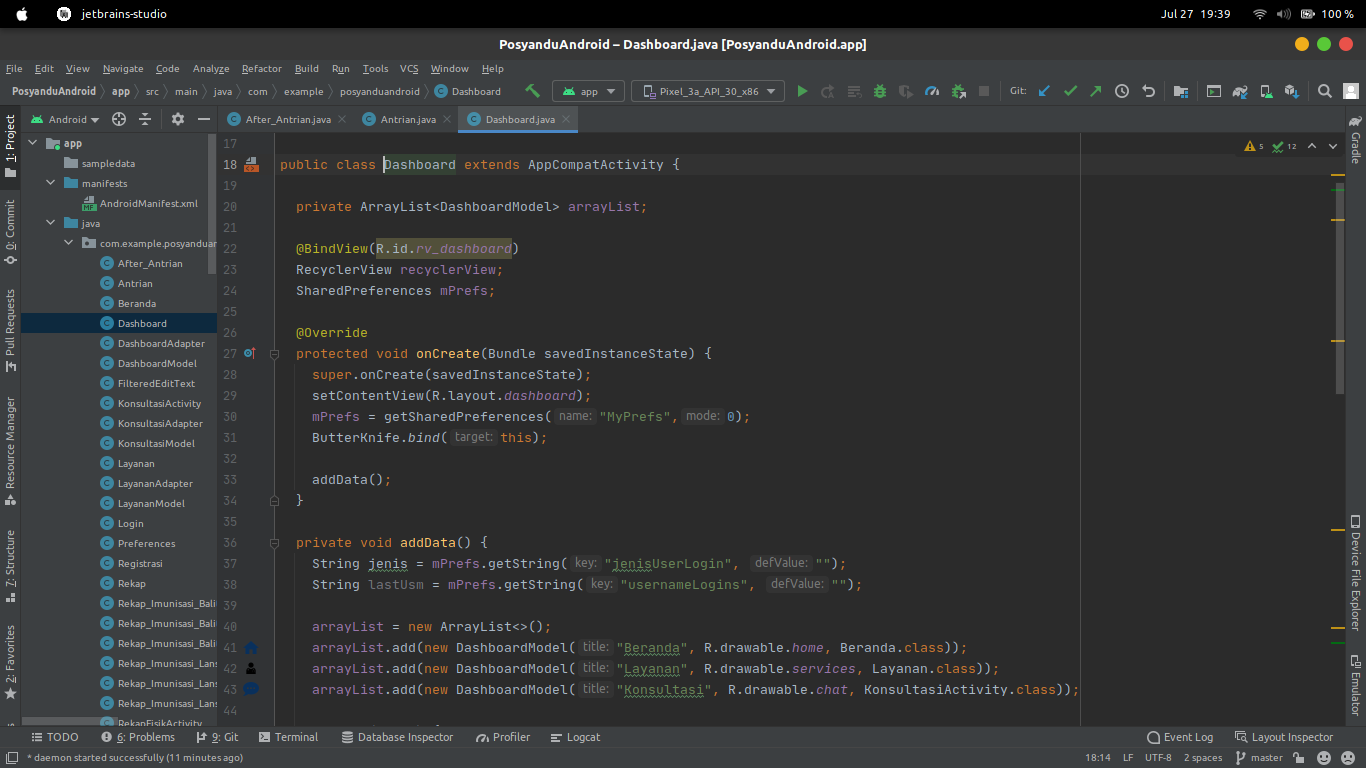 jetbrains-studio
Jul 27 19:39
100 %
PosyanduAndroid – Dashboard.java [PosyanduAndroid.app]
File Edit View Navigate Code Analyze Refactor Build Run Tools VCS Window Help
PosyanduAndroid app src main java com example posyanduandroid Dashboard
app
Pixel_3a_API_30_x86
Git:
1: Project
0: Commit
Pull Requests
Resource Manager
7: Structure
2: Favorites
Android
app
sampledata
manifests
AndroidManifest.xml
java
com.example.posyanduan
After_Antrian
Antrian
Beranda
Dashboard
DashboardAdapter
DashboardModel
FilteredEditText
KonsultasiActivity
KonsultasiAdapter
KonsultasiModel
Layanan
LayananAdapter
LayananModel
Login
Preferences
Registrasi
Rekap
Rekap_Imunisasi_Bali
Rekap_Imunisasi_Bali
Rekap_Imunisasi_Bali
Rekap_Imunisasi_Lans
Rekap_Imunisasi_Lans
Rekap_Imunisasi_Lans
RekapFisikActivity
After_Antrian.java Antrian.java Dashboard.java
5 12
17
18 public class Dashboard extends AppCompatActivity {
19
20 private ArrayList<DashboardModel> arrayList;
21
22 @BindView(R.id.rv_dashboard)
23 RecyclerView recyclerView;
24 SharedPreferences mPrefs;
25
26 @Override
27 protected void onCreate(Bundle savedInstanceState) {
28 super.onCreate(savedInstanceState);
29 setContentView(R.layout.dashboard);
30 mPrefs = getSharedPreferences( name: "MyPrefs", mode: 0);
31 ButterKnife.bind( target: this);
32
33 addData();
34 }
35
36 private void addData() {
37 String jenis = mPrefs.getString( key: "jenisUserLogin", defValue: "");
38 String lastUsm = mPrefs.getString( key: "usernameLogins", defValue: "");
39
40 arrayList = new ArrayList<>();
41 arrayList.add(new DashboardModel( title: "Beranda", R.drawable.home, Beranda.class));
42 arrayList.add(new DashboardModel( title: "Layanan", R.drawable.services, Layanan.class));
43 arrayList.add(new DashboardModel( title: "Konsultasi", R.drawable.chat, KonsultasiActivity.class));
44
Gradle
Device File Explorer
Emulator
TODO 6: Problems 9: Git Terminal Database Inspector Profiler Logcat Event Log Layout Inspector
* daemon started successfully (11 minutes ago) 18:14 LF UTF-8 2 spaces master